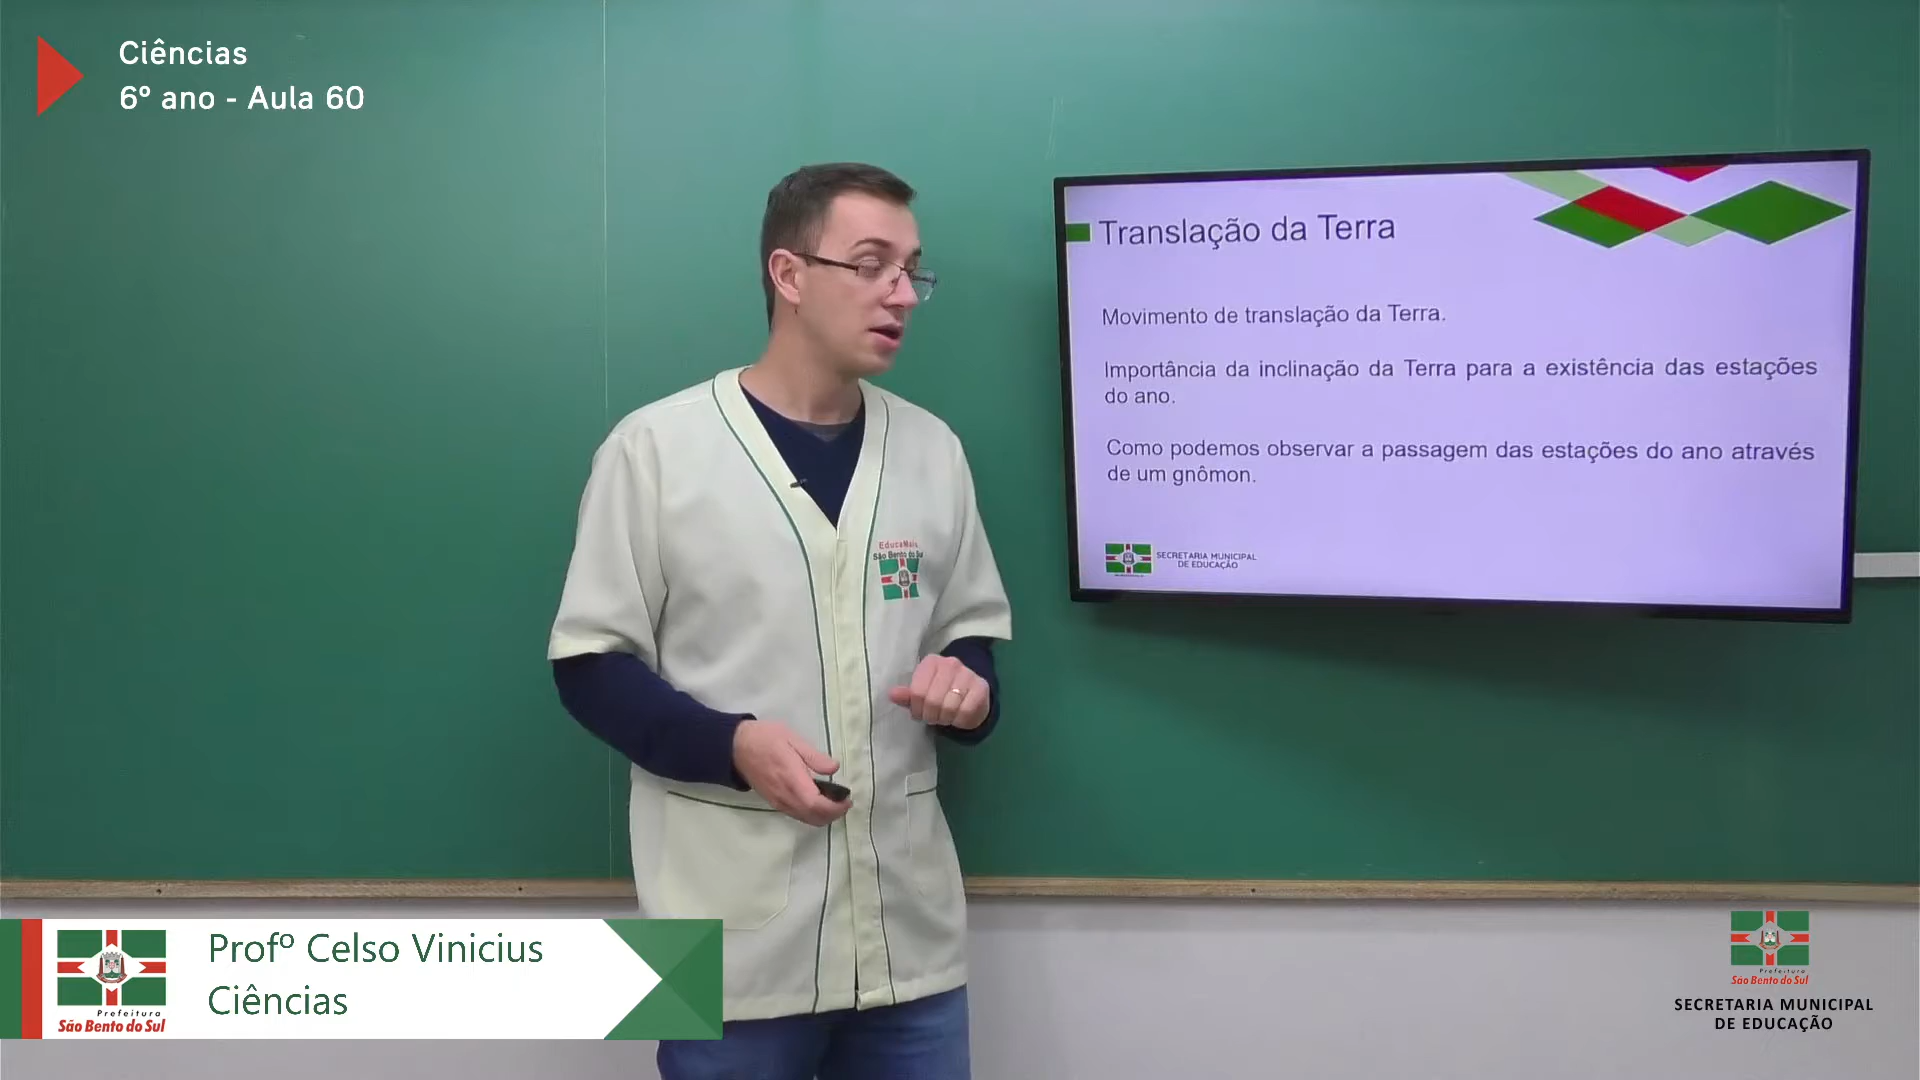 Ciências
6º ano - Aula 60
Translação da Terra
Movimento de translação da Terra.
Importância da inclinação da Terra para a existência das estações
do ano.
Como podemos observar a passagem das estações do ano através
de um gnômon.
SECRETARIA MUNICIPAL
DE EDUCAÇÃO
EducaMais
São Bento do Sul
Profº Celso Vinicius
Ciências
Prefeitura
São Bento do Sul
Prefeitura
São Bento do Sul
SECRETARIA MUNICIPAL
DE EDUCAÇÃO